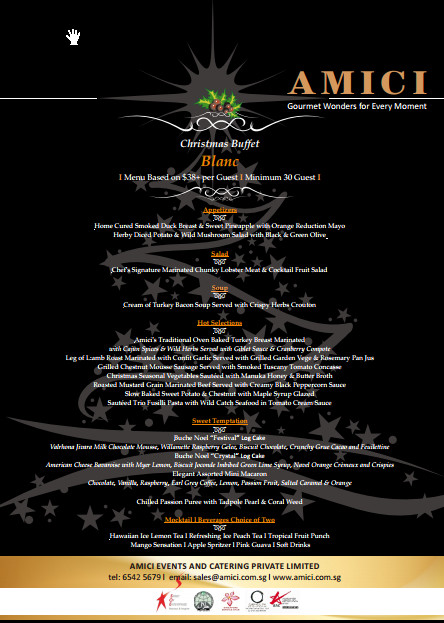 AMICI
Gourmet Wonders for Every Moment
Christmas Buffet
Blanc
I Menu Based on $38+ per Guest I Minimum 30 Guest I
Appetizers
Home Cured Smoked Duck Breast & Sweet Pineapple with Orange Reduction Mayo
Herby Diced Potato & Wild Mushroom Salad with Black & Green Olive
Salad
Chef's Signature Marinated Chunky Lobster Meat & Cocktail Fruit Salad
Soup
Cream of Turkey Bacon Soup Served with Crispy Herbs Crouton
Hot Selections
Amici's Traditional Oven Baked Turkey Breast Marinated
with Cajun Spices & Wild Herbs Served with Giblet Sauce & Cranberry Compote
Leg of Lamb Roast Marinated with Confit Garlic Served with Grilled Garden Vege & Rosemary Pan Jus
Grilled Chestnut Mousse Sausage Served with Smoked Tuscany Tomato Concasse
Christmas Seasonal Vegetables Sautéed with Manuka Honey & Butter Broth
Roasted Mustard Grain Marinated Beef Served with Creamy Black Peppercorn Sauce
Slow Baked Sweet Potato & Chestnut with Maple Syrup Glazed
Sautéed Trio Fusilli Pasta with Wild Catch Seafood in Tomato Cream Sauce
Sweet Temptation
Buche Noel "Festival" Log Cake
Valrhona Jivara Milk Chocolate Mousse, Willamette Raspberry Gelee, Biscuit Chocolate, Crunchy Grue Cacao and Feuilletine
Buche Noel "Crystal" Log Cake
American Cheese Bavaroise with Myer Lemon, Biscuit Joconde Imbibed Green Lime Syrup, Navel Orange Crémeux and Crispies
Elegant Assorted Mini Macaron
Chocolate, Vanilla, Raspberry, Earl Grey Coffee, Lemon, Passion Fruit, Salted Caramel & Orange
Chilled Passion Puree with Tadpole Pearl & Coral Weed
Mocktail I Beverages Choice of Two
Hawaiian Ice Lemon Tea I Refreshing Ice Peach Tea I Tropical Fruit Punch
Mango Sensation I Apple Spritzer I Pink Guava I Soft Drinks
AMICI EVENTS AND CATERING PRIVATE LIMITED
tel: 6542 5679 I email: sales@amici.com.sg I www.amici.com.sg